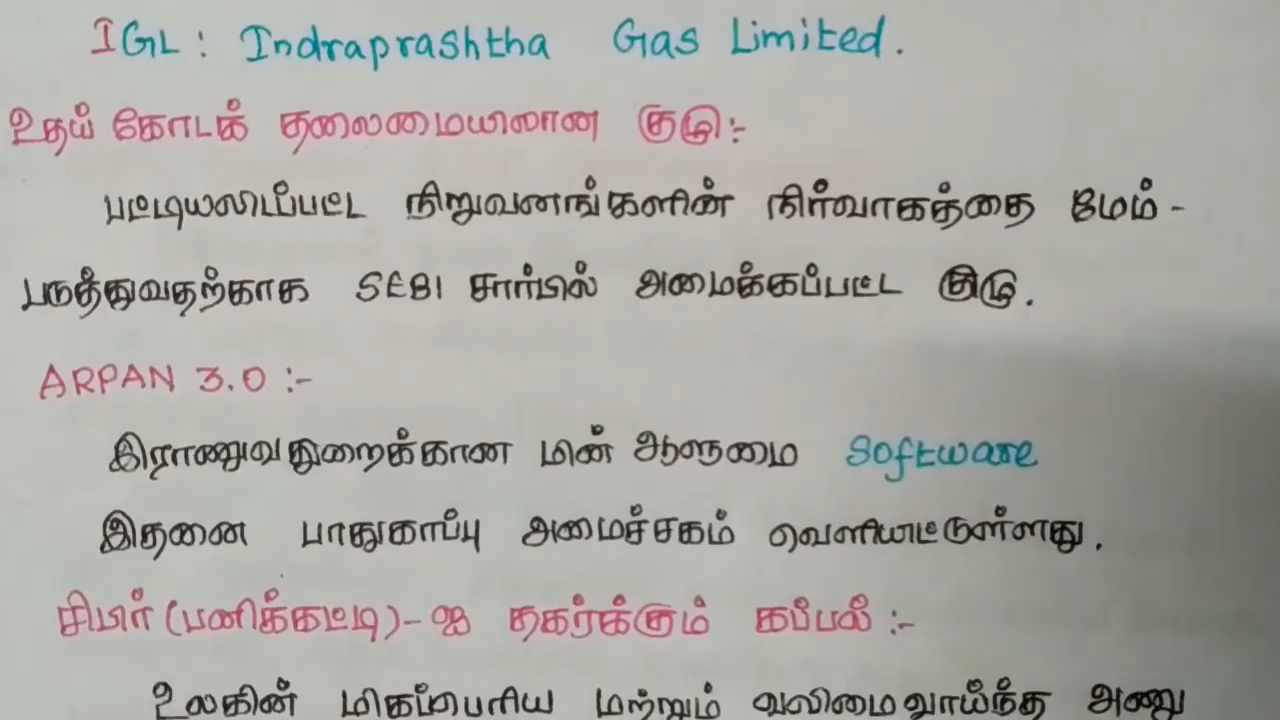 IGL : Indraprashtha Gas Limited.
உதய் கோடக் தலைமையிலான குழு :-
பட்டியலிடப்பட்ட நிறுவனங்களின் நிர்வாகத்தை மேம் -
படுத்துவதற்காக SEBI சார்பில் அமைக்கப்பட்ட குழு.
ARPAN 3.0 :-
இராணுவதுறைக்கான மின் ஆளுமை Software
இதனை பாதுகாப்பு அமைச்சகம் வெளியிட்டுள்ளது.
சிபிர் (பனிக்கட்டி) - ஐ தகர்க்கும் கப்பல் :-
உலகின் மிகப்பெரிய மற்றும் வலிமைவாய்ந்த அணு